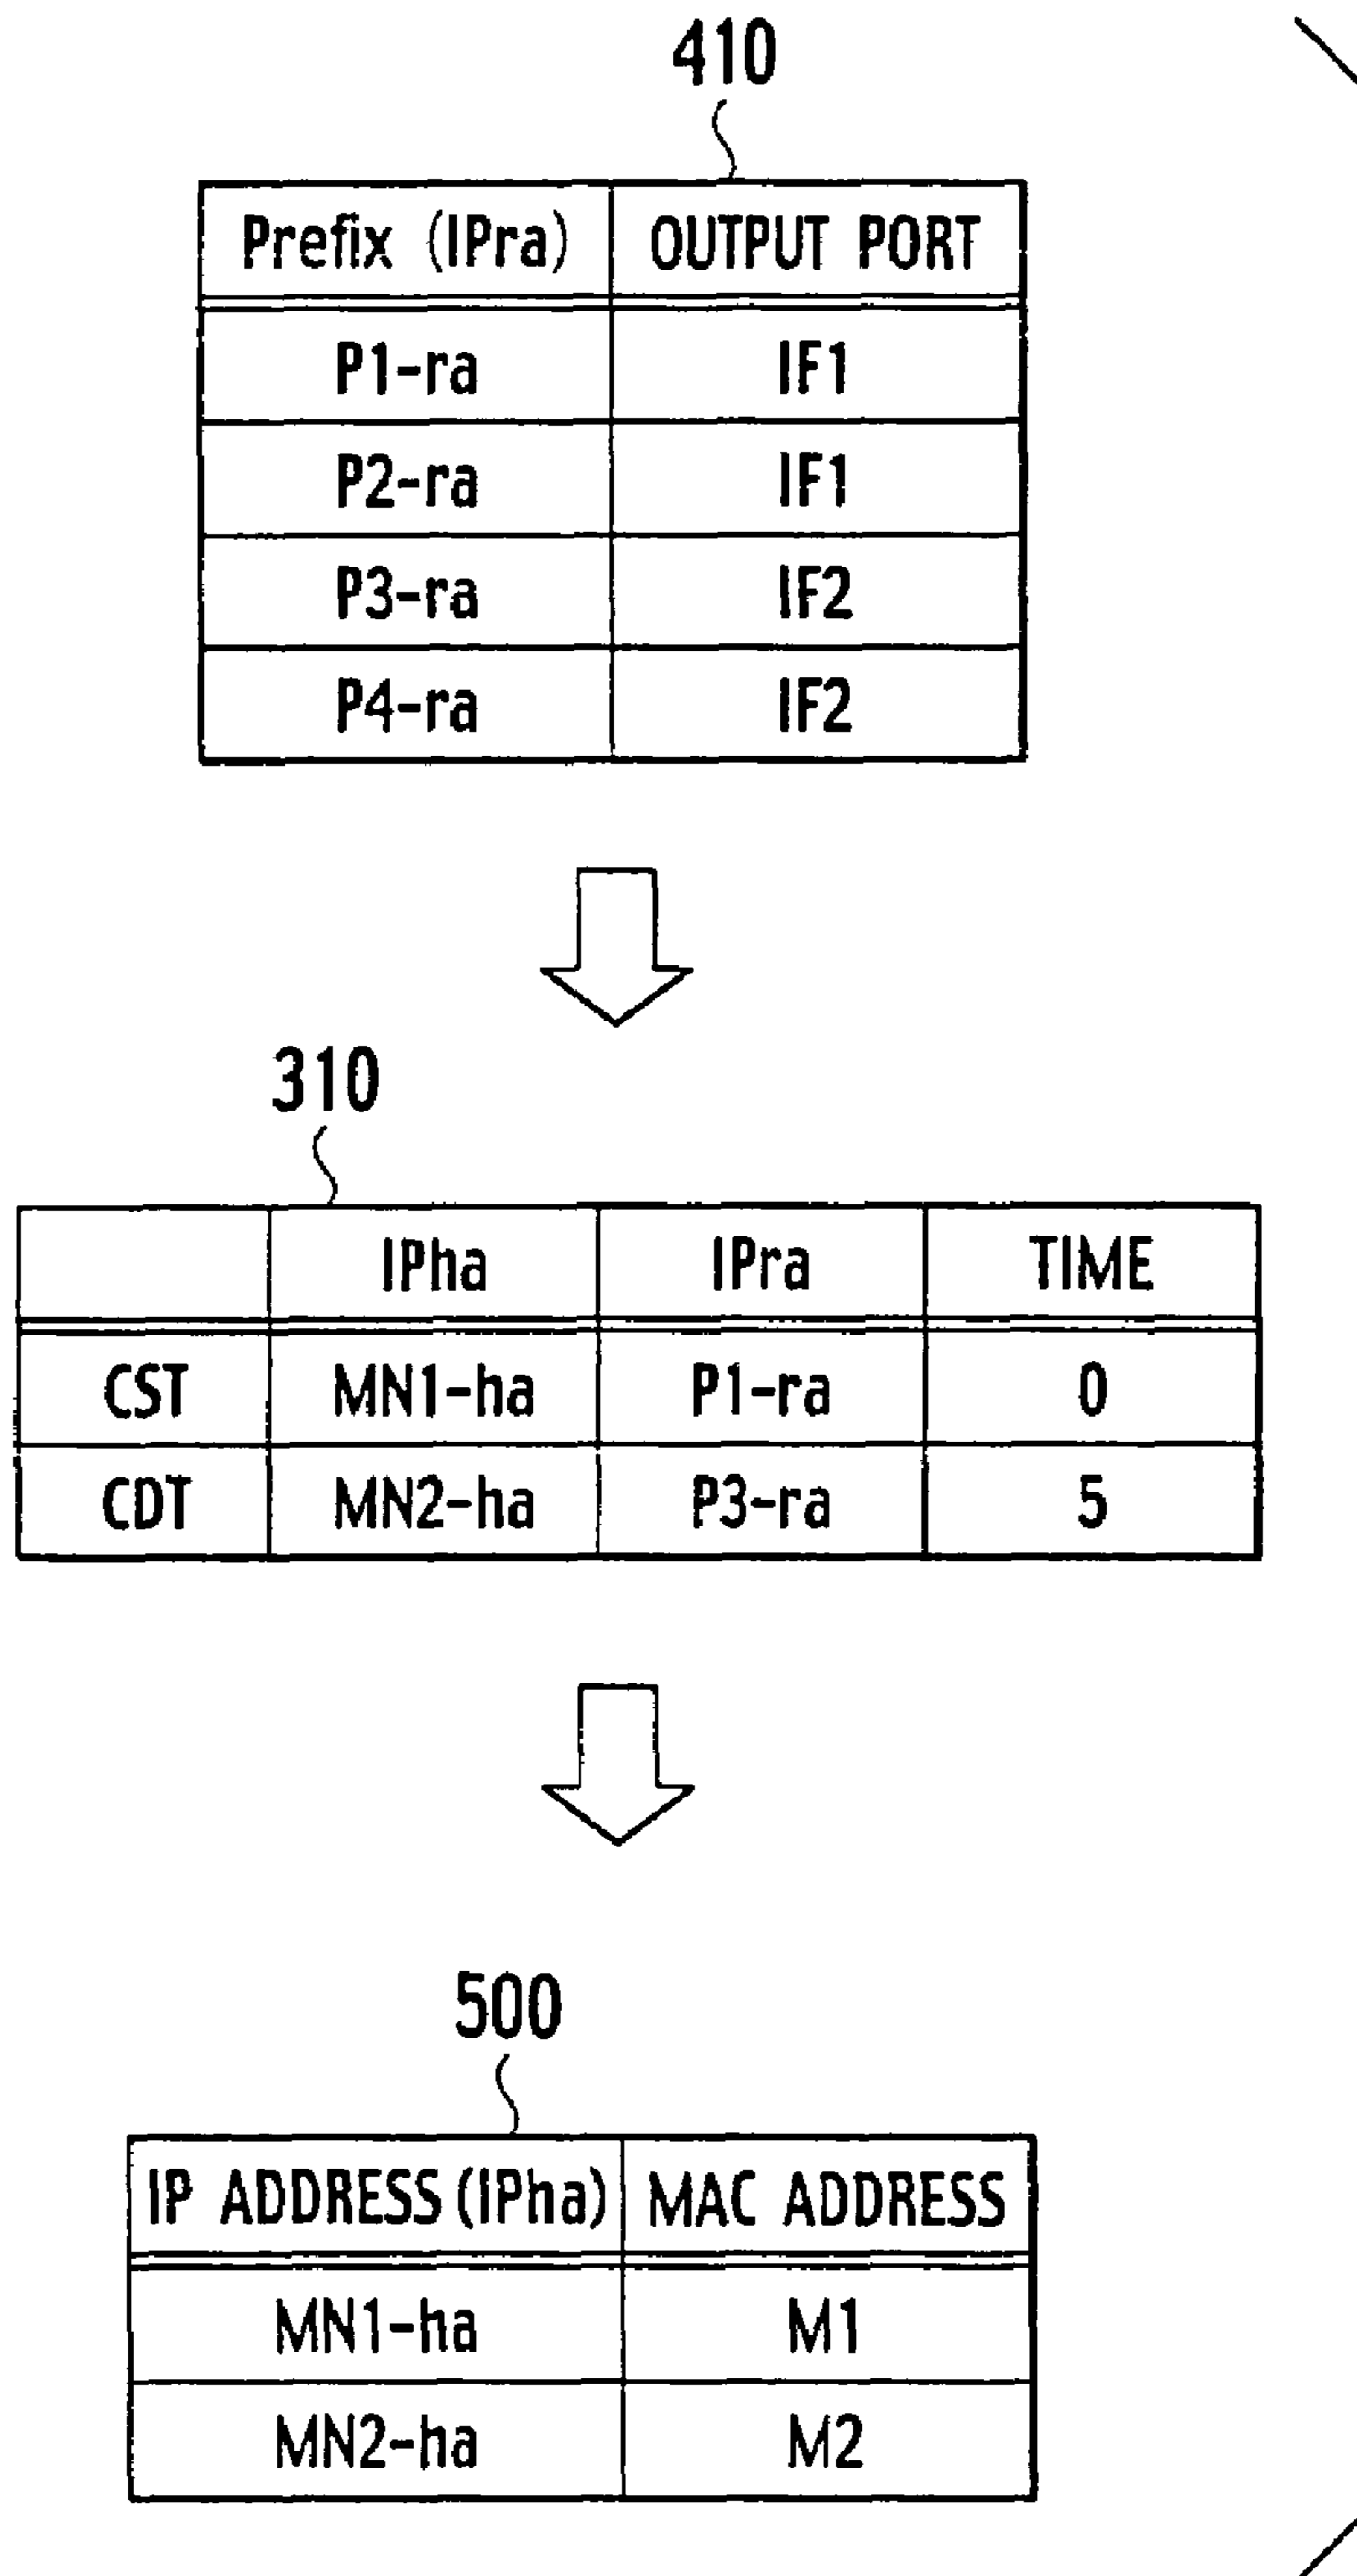 410
Prefix (IPra) OUTPUT PORT
P1-ra IF1
P2-ra IF1
P3-ra IF2
P4-ra IF2
310
IPha IPra TIME
CST MN1-ha P1-ra 0
CDT MN2-ha P3-ra 5
500
IP ADDRESS (IPha) MAC ADDRESS
MN1-ha M1
MN2-ha M2